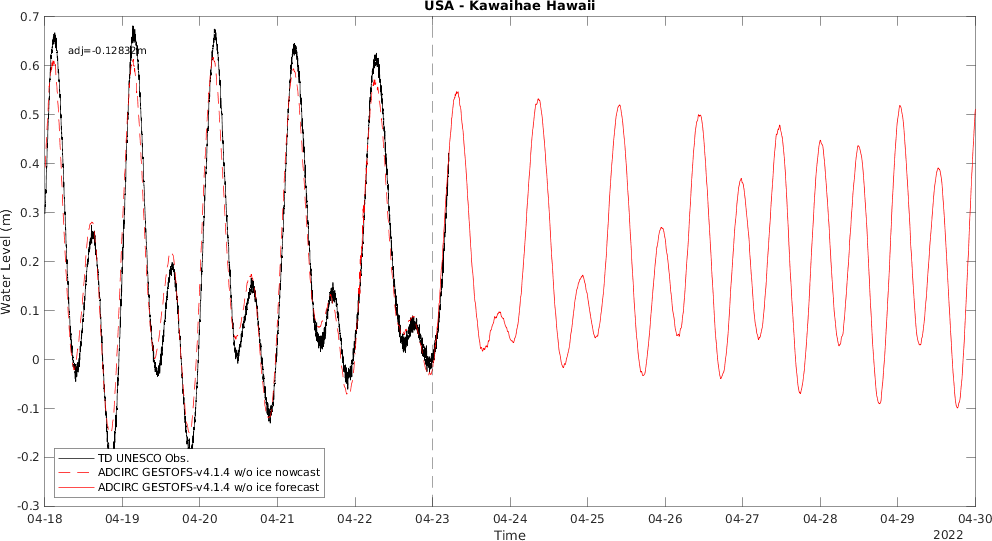 USA - Kawaihae Hawaii
adj=-0.12832m
0.7
0.6
0.5
0.4
0.3
0.2
0.1
0
-0.1
-0.2
-0.3
Water Level (m)
TD UNESCO Obs.
ADCIRC GESTOFS-v4.1.4 w/o ice nowcast
ADCIRC GESTOFS-v4.1.4 w/o ice forecast
04-18 04-19 04-20 04-21 04-22 04-23 04-24 04-25 04-26 04-27 04-28 04-29 04-30
Time
2022